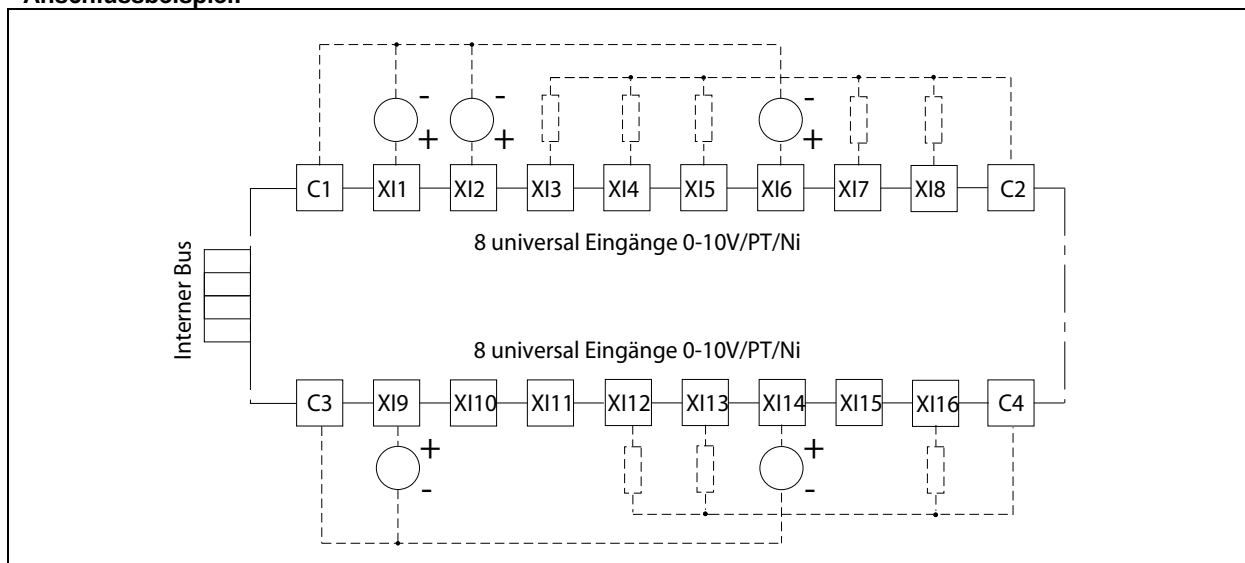 - - -
+ + +
C1 XI1 XI2 XI3 XI4 XI5 XI6 XI7 XI8 C2
8 universal Eingänge 0-10V/PT/Ni
Interner Bus
8 universal Eingänge 0-10V/PT/Ni
C3 XI9 XI10 XI11 XI12 XI13 XI14 XI15 XI16 C4
+ +
- -